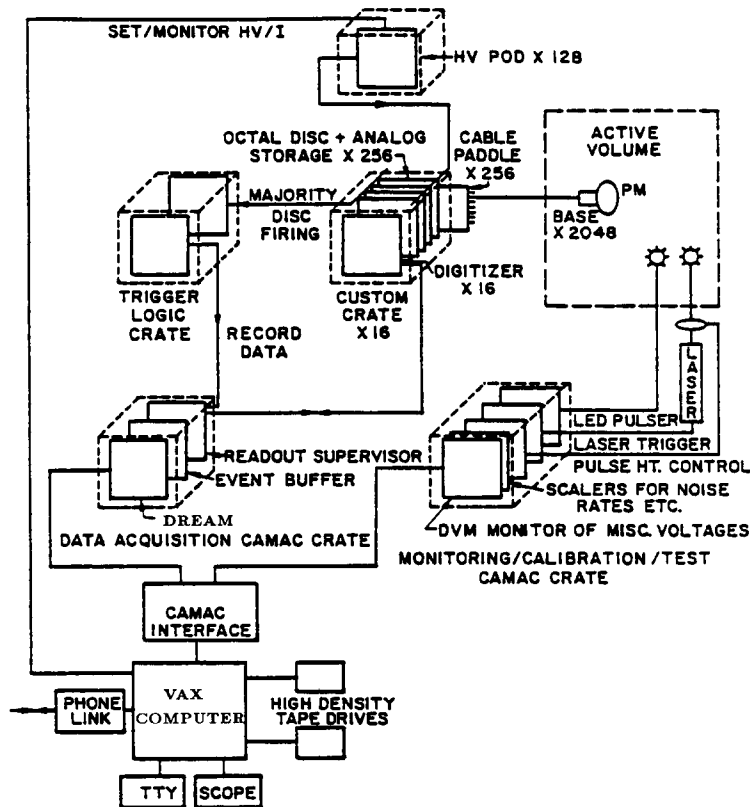 SET/MONITOR HV/I
HV POD X 128
OCTAL DISC + ANALOG
STORAGE X 256
CABLE
PADDLE
X 256
ACTIVE
VOLUME
PM
BASE
X 2048
MAJORITY
DISC
FIRING
DIGITIZER
X 16
TRIGGER
LOGIC
CRATE
CUSTOM
CRATE
X 16
RECORD
DATA
LASER
LED PULSER
LASER TRIGGER
PULSE HT. CONTROL
SCALERS FOR NOISE
RATES ETC.
DVM MONITOR OF MISC. VOLTAGES
MONITORING/CALIBRATION/TEST
CAMAC CRATE
READOUT SUPERVISOR
EVENT BUFFER
DREAM
DATA ACQUISITION CAMAC CRATE
CAMAC
INTERFACE
VAX
COMPUTER
PHONE
LINK
HIGH DENSITY
TAPE DRIVES
TTY
SCOPE